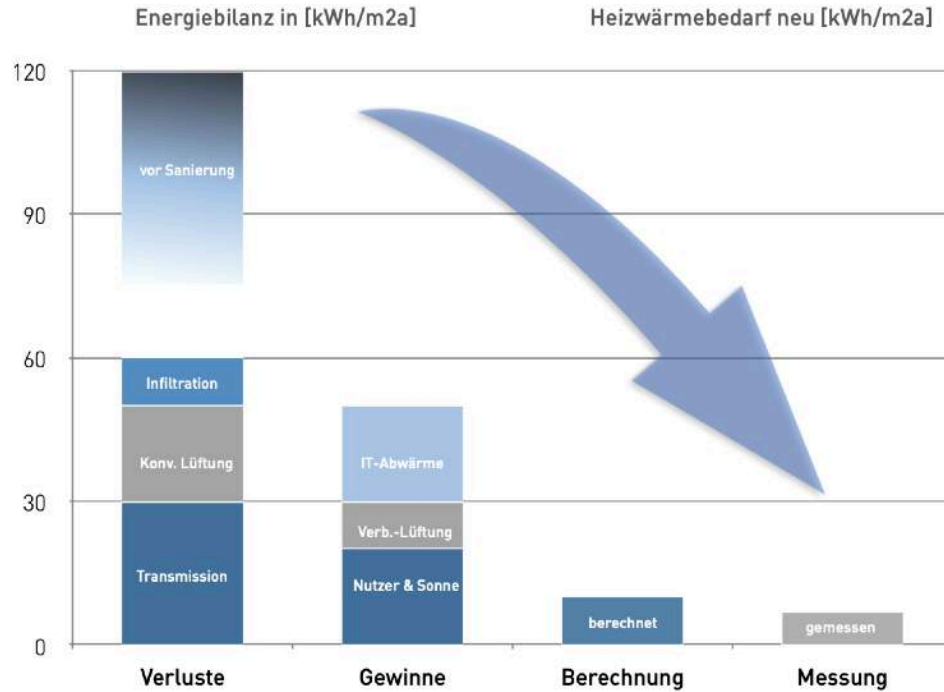 Energiebilanz in [kWh/m2a]
Heizwärmebedarf neu [kWh/m2a]
120
vor Sanierung
90
60
Infiltration
Konv. Lüftung
IT-Abwärme
30
Verb.-Lüftung
Transmission
Nutzer & Sonne
berechnet
gemessen
0
Verluste
Gewinne
Berechnung
Messung